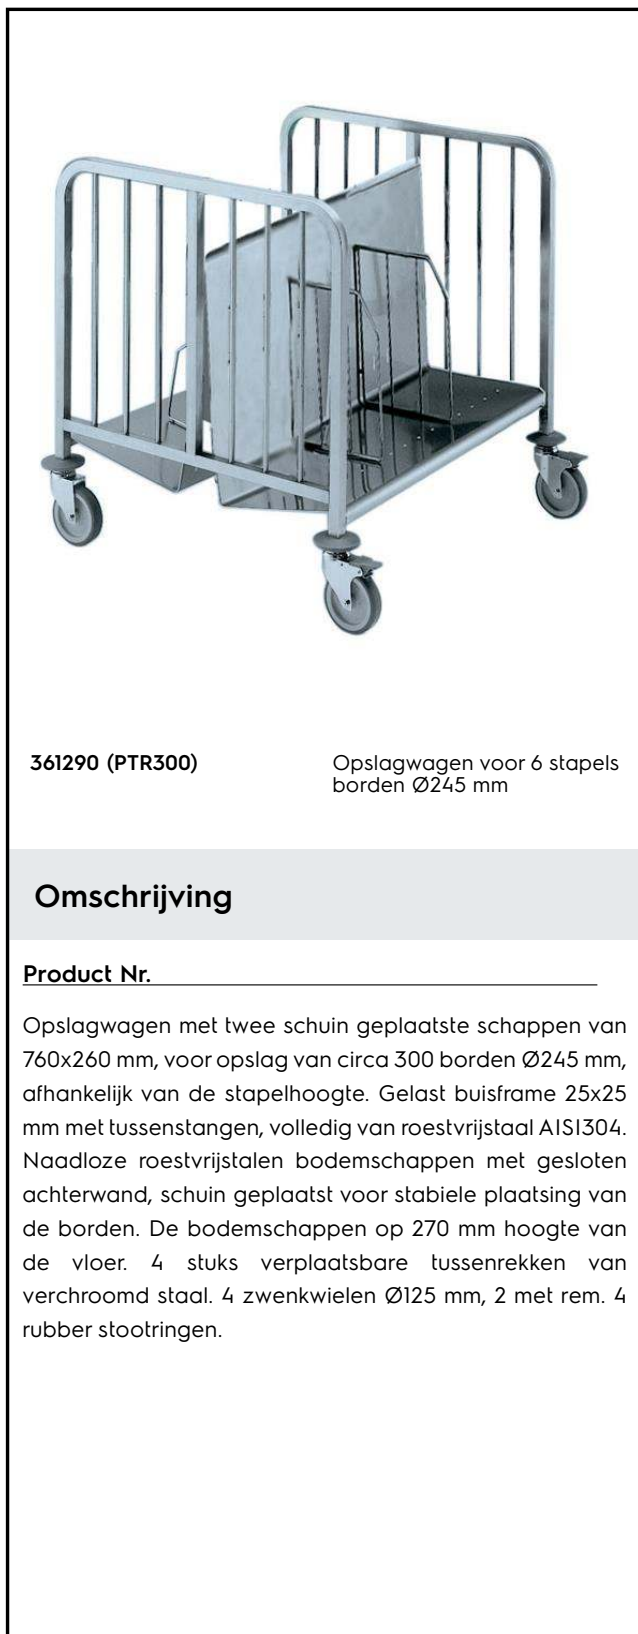 361290 (PTR300)
Opslagwagen voor 6 stapels
borden Ø245 mm
Omschrijving
Product Nr.
Opslagwagen met twee schuin geplaatste schappen van
760x260 mm, voor opslag van circa 300 borden Ø245 mm,
afhankelijk van de stapelhoogte. Gelast buisframe 25x25
mm met tussenstangen, volledig van roestvrijstaal AISI304.
Naadloze roestvrijstalen bodemschappen met gesloten
achterwand, schuin geplaatst voor stabiele plaatsing van
de borden. De bodemschappen op 270 mm hoogte van
de vloer. 4 stuks verplaatsbare tussenrekken van
verchroomd staal. 4 zwenkwielen Ø125 mm, 2 met rem. 4
rubber stootringen.